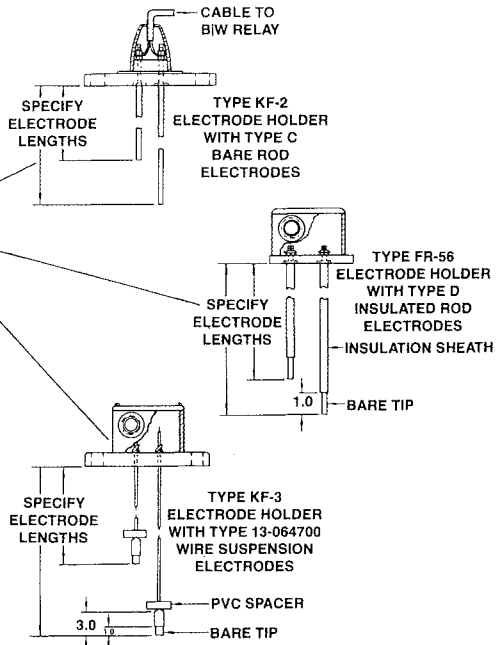 CABLE TO
B|W RELAY
SPECIFY
ELECTRODE
LENGTHS
TYPE KF-2
ELECTRODE HOLDER
WITH TYPE C
BARE ROD
ELECTRODES
TYPE FR-56
ELECTRODE HOLDER
WITH TYPE D
INSULATED ROD
ELECTRODES
SPECIFY
ELECTRODE
LENGTHS
INSULATION SHEATH
1.0
BARE TIP
SPECIFY
ELECTRODE
LENGTHS
TYPE KF-3
ELECTRODE HOLDER
WITH TYPE 13-064700
WIRE SUSPENSION
ELECTRODES
PVC SPACER
3.0
1.0
BARE TIP